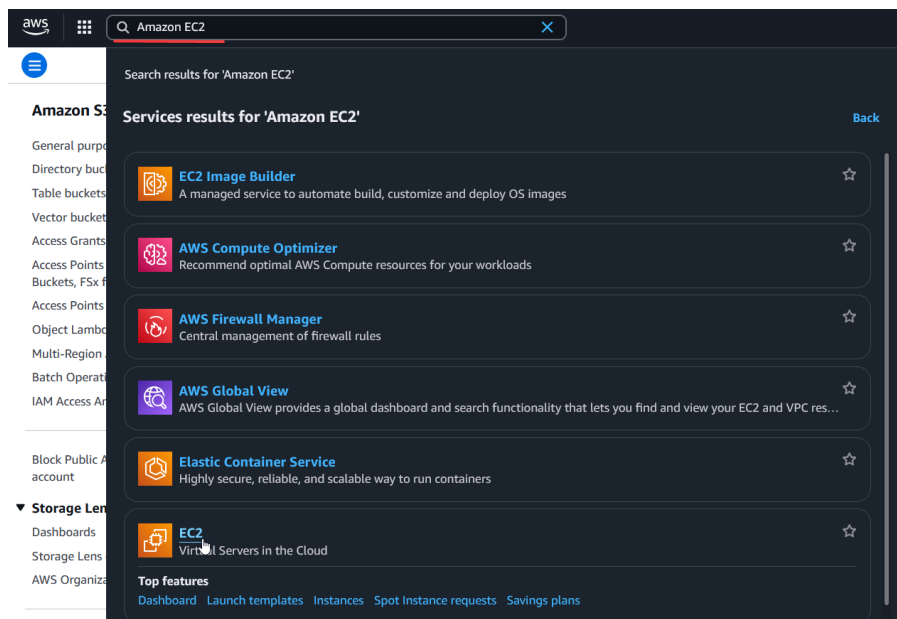 aws
Amazon EC2
Search results for 'Amazon EC2'
Services results for 'Amazon EC2'
Back
Amazon S3
General purpo
Directory buc
Table buckets
Vector bucket
Access Grants
Access Points
Buckets, FSx f
Access Points
Object Lambd
Multi-Region
Batch Operati
IAM Access An
Block Public A
account
Storage Len
Dashboards
Storage Lens
AWS Organiza
EC2 Image Builder
A managed service to automate build, customize and deploy OS images
AWS Compute Optimizer
Recommend optimal AWS Compute resources for your workloads
AWS Firewall Manager
Central management of firewall rules
AWS Global View
AWS Global View provides a global dashboard and search functionality that lets you find and view your EC2 and VPC res...
Elastic Container Service
Highly secure, reliable, and scalable way to run containers
EC2
Virtual Servers in the Cloud
Top features
Dashboard Launch templates Instances Spot Instance requests Savings plans